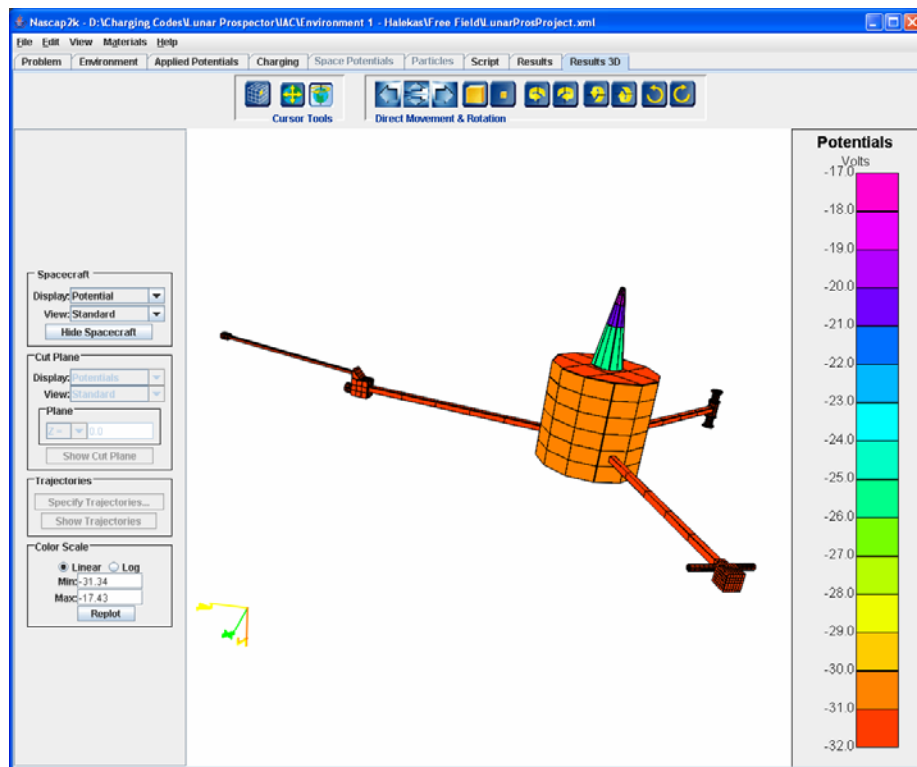 Nascap2k - D:\Charging Codes\Lunar Prospector\IAC\Environment 1 - Halekas\Free Field\LunarProsProject.xml
File Edit View Materials Help
Problem Environment Applied Potentials Charging Space Potentials Particles Script Results Results 3D
Cursor Tools Direct Movement & Rotation
Spacecraft
Display: Potential
View: Standard
Hide Spacecraft
Cut Plane
Display: Potentials
View: Standard
Plane
Z = 0.0
Show Cut Plane
Trajectories
Specify Trajectories...
Show Trajectories
Color Scale
Linear Log
Min: -31.34
Max: -17.43
Replot
Potentials
Volts
-17.0
-18.0
-19.0
-20.0
-21.0
-22.0
-23.0
-24.0
-25.0
-26.0
-27.0
-28.0
-29.0
-30.0
-31.0
-32.0